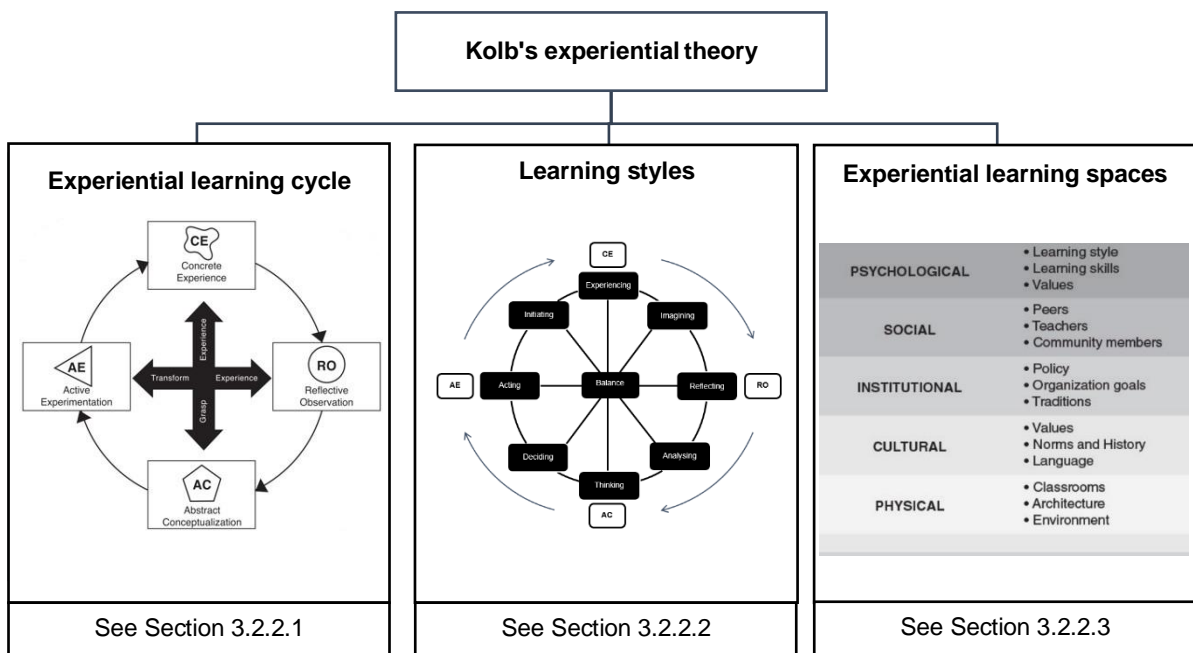 Kolb's experiential theory
Experiential learning cycle
CE
Concrete
Experience
AE
Active
Experimentation
Experience
Transform
Experience
Grasp
RO
Reflective
Observation
AC
Abstract
Conceptualization
See Section 3.2.2.1
Learning styles
CE
Experiencing
Initiating
Imagining
AE
Acting
Balance
Reflecting
RO
Deciding
Analysing
Thinking
AC
See Section 3.2.2.2
Experiential learning spaces
PSYCHOLOGICAL
• Learning style
• Learning skills
• Values
SOCIAL
• Peers
• Teachers
• Community members
INSTITUTIONAL
• Policy
• Organization goals
• Traditions
CULTURAL
• Values
• Norms and History
• Language
PHYSICAL
• Classrooms
• Architecture
• Environment
See Section 3.2.2.3